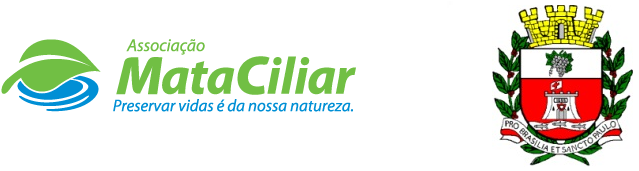 Associação
MataCiliar
Preservar vidas é da nossa natureza.
PRO BRASILIA ET SANCTO PAULO